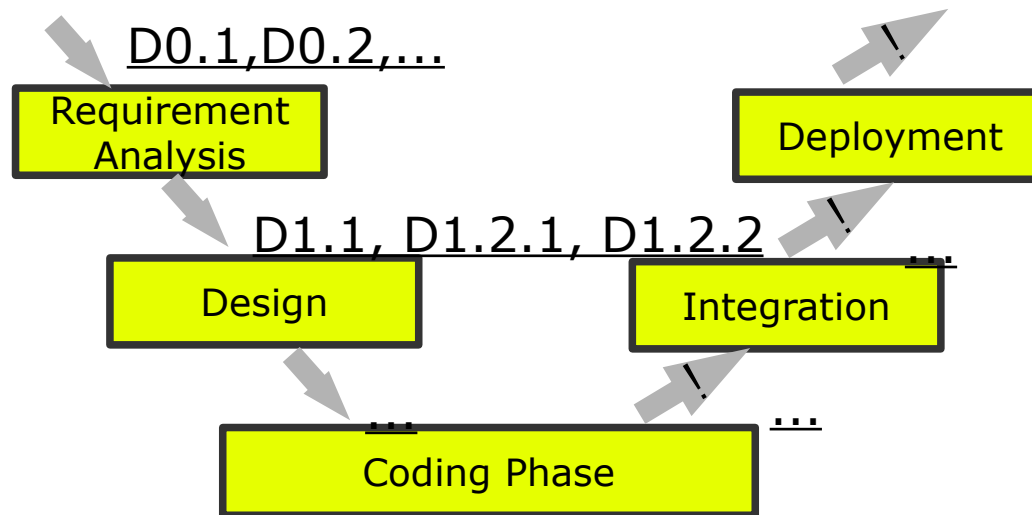 D0.1,D0.2,...
!
Requirement
Analysis
Deployment
!
D1.1, D1.2.1, D1.2.2
...
Design
Integration
!
...
...
Coding Phase